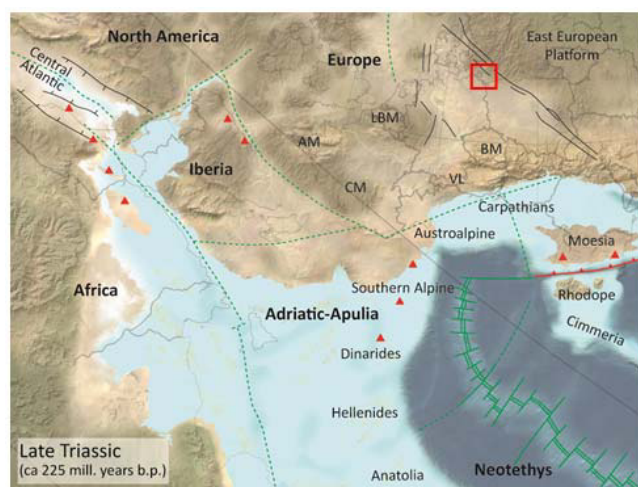 North America
Central
Atlantic
Europe
East European
Platform
LBM
AM
BM
Iberia
CM
VL
Carpathians
Austroalpine
Moesia
Africa
Southern Alpine
Rhodope
Adriatic-Apulia
Cimmeria
Dinarides
Hellenides
Late Triassic
(ca 225 mill. years b.p.)
Anatolia
Neotethys